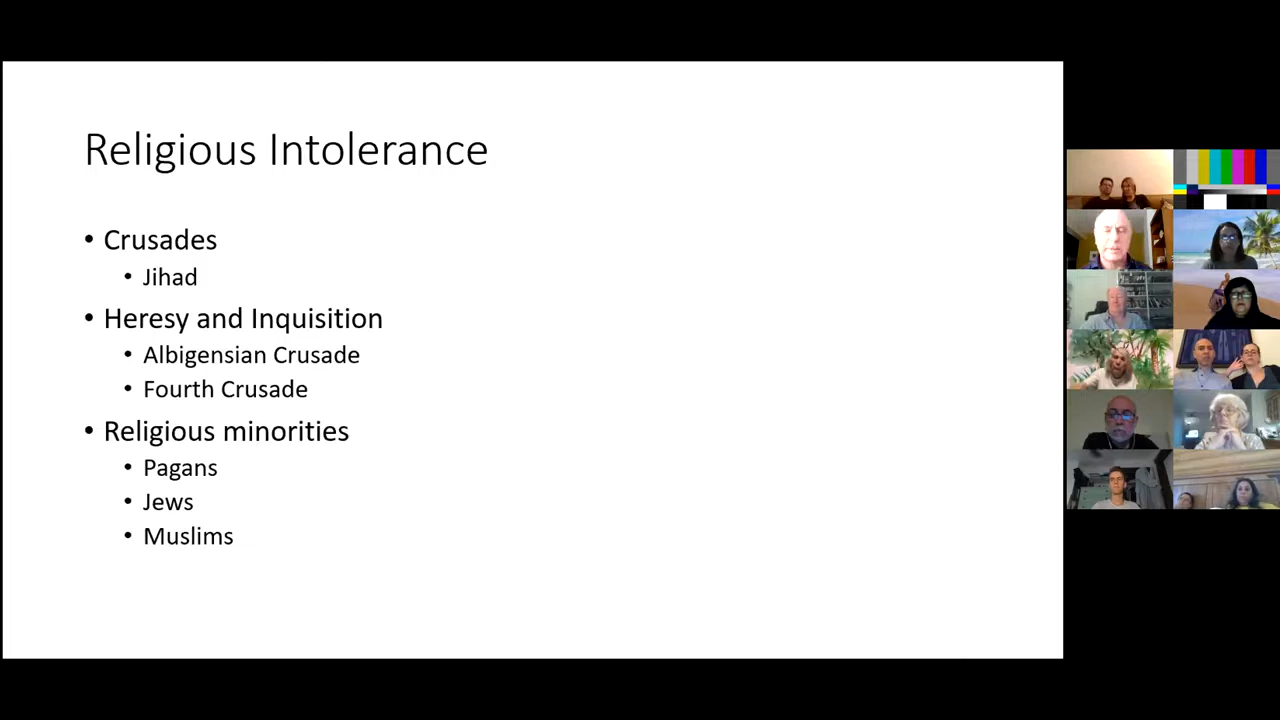 Religious Intolerance
• Crusades
• Jihad
• Heresy and Inquisition
• Albigensian Crusade
• Fourth Crusade
• Religious minorities
• Pagans
• Jews
• Muslims